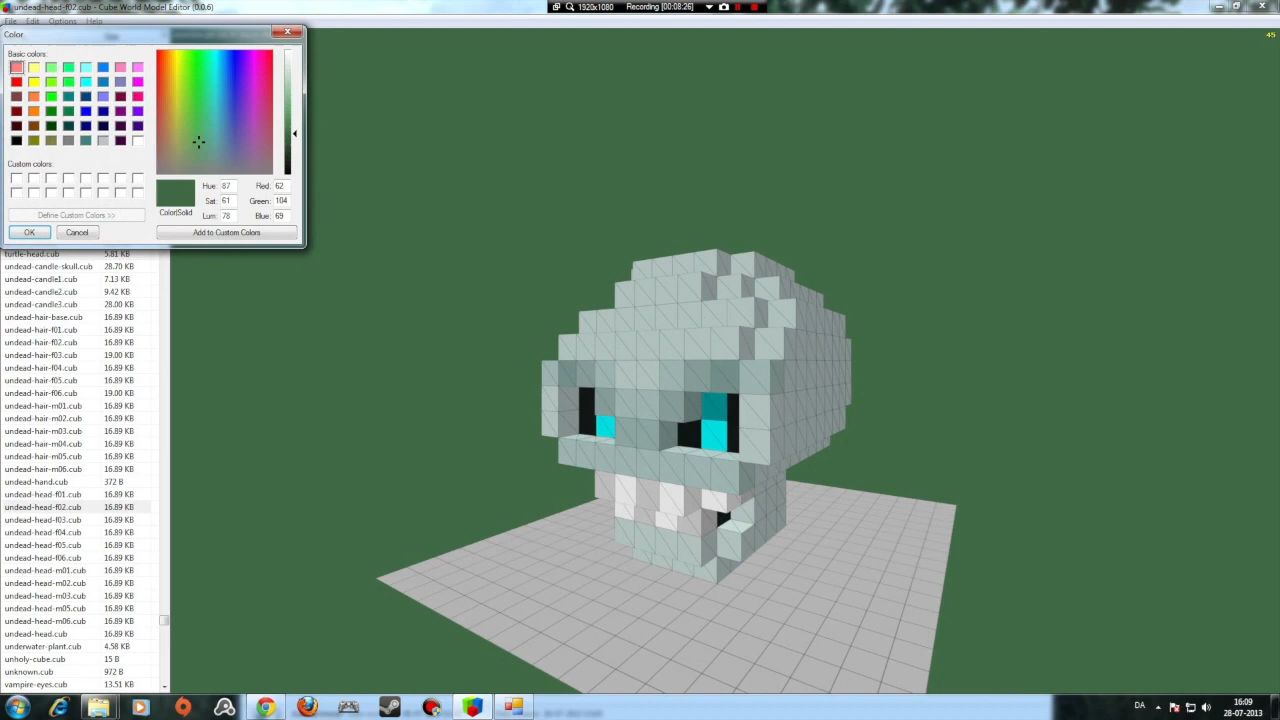 undead-head-f02.cub - Cube World Model Editor (0.0.6)
1920x1080 Recording [00:08:26]
File Edit Options Help
45
Color
Basic colors:
Custom colors:
Define Custom Colors >>
OK Cancel
Hue: 87 Red: 62
Sat: 61 Green: 104
Color|Solid Lum: 78 Blue: 69
Add to Custom Colors
turtle-head.cub 5.81 KB
undead-candle-skull.cub 28.70 KB
undead-candle1.cub 7.13 KB
undead-candle2.cub 9.42 KB
undead-candle3.cub 28.00 KB
undead-hair-base.cub 16.89 KB
undead-hair-f01.cub 16.89 KB
undead-hair-f02.cub 16.89 KB
undead-hair-f03.cub 19.00 KB
undead-hair-f04.cub 16.89 KB
undead-hair-f05.cub 16.89 KB
undead-hair-f06.cub 19.00 KB
undead-hair-m01.cub 16.89 KB
undead-hair-m02.cub 16.89 KB
undead-hair-m03.cub 16.89 KB
undead-hair-m04.cub 16.89 KB
undead-hair-m05.cub 16.89 KB
undead-hair-m06.cub 16.89 KB
undead-hand.cub 372 B
undead-head-f01.cub 16.89 KB
undead-head-f02.cub 16.89 KB
undead-head-f03.cub 16.89 KB
undead-head-f04.cub 16.89 KB
undead-head-f05.cub 16.89 KB
undead-head-f06.cub 16.89 KB
undead-head-m01.cub 16.89 KB
undead-head-m02.cub 16.89 KB
undead-head-m03.cub 16.89 KB
undead-head-m05.cub 16.89 KB
undead-head-m06.cub 16.89 KB
undead-head.cub 16.89 KB
underwater-plant.cub 4.58 KB
unholy-cube.cub 15 B
unknown.cub 972 B
vampire-eyes.cub 13.51 KB
DA 16:09
28-07-2013